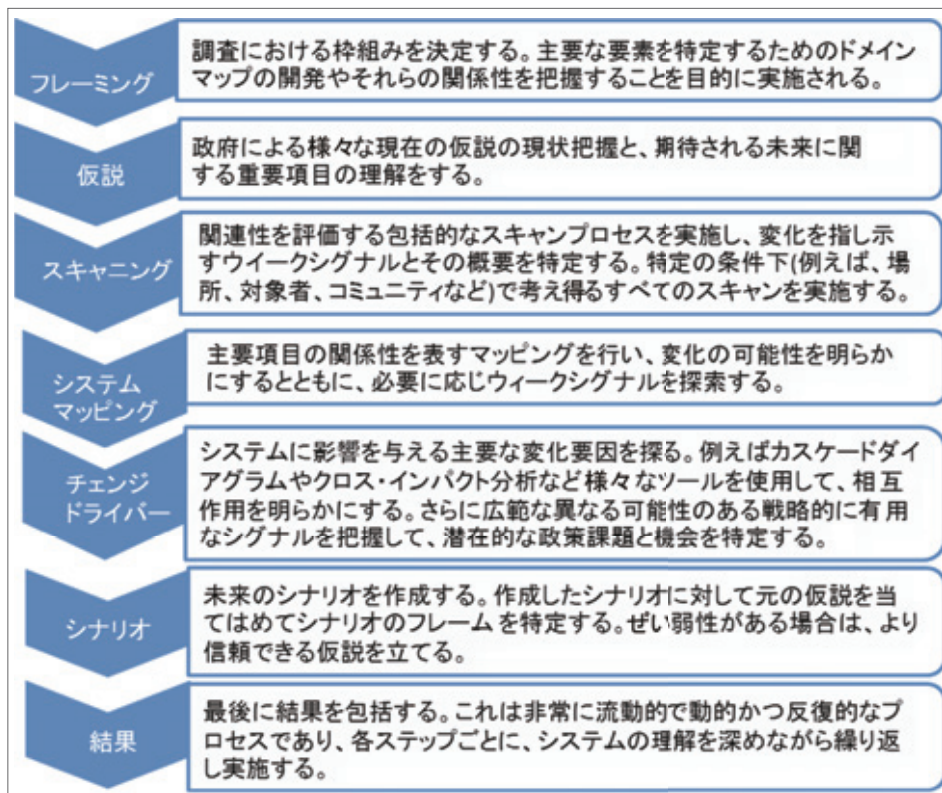 フレーミング
調査における枠組みを決定する。主要な要素を特定するためのドメイン
マップの開発やそれらの関係性を把握することを目的に実施される。
仮説
政府による様々な現在の仮説の現状把握と、期待される未来に関
する重要項目の理解をする。
スキャニング
関連性を評価する包括的なスキャンプロセスを実施し、変化を指し示
すウイークシグナルとその概要を特定する。特定の条件下(例えば、場
所、対象者、コミュニティなど)で考え得るすべてのスキャンを実施する。
システム
マッピング
主要項目の関係性を表すマッピングを行い、変化の可能性を明らか
にするとともに、必要に応じウィークシグナルを探索する。
チェンジ
ドライバー
システムに影響を与える主要な変化要因を探る。例えばカスケードダイ
アグラムやクロス・インパクト分析など様々なツールを使用して、相互
作用を明らかにする。さらに広範な異なる可能性のある戦略的に有用
なシグナルを把握して、潜在的な政策課題と機会を特定する。
シナリオ
未来のシナリオを作成する。作成したシナリオに対して元の仮説を当
てはめてシナリオのフレームを特定する。ぜい弱性がある場合は、より
信頼できる仮説を立てる。
結果
最後に結果を包括する。これは非常に流動的で動的かつ反復的なプ
ロセスであり、各ステップごとに、システムの理解を深めながら繰り返
し実施する。